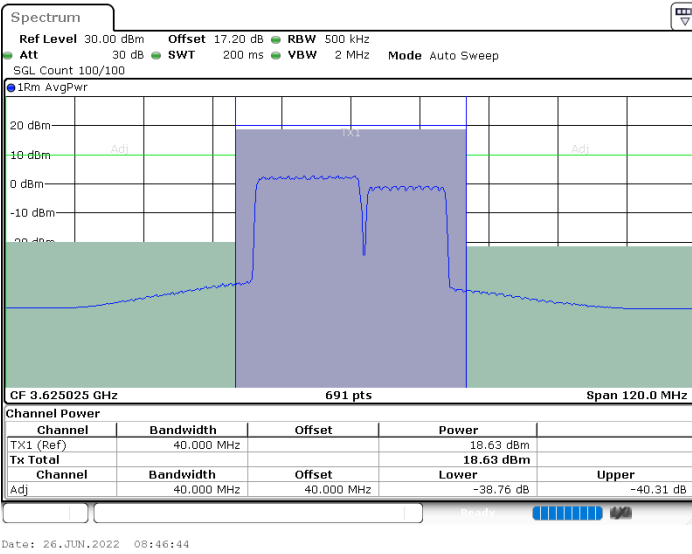 Spectrum
Ref Level 30.00 dBm Offset 17.20 dB RBW 500 kHz
Att 30 dB SWT 200 ms VBW 2 MHz Mode Auto Sweep
SGL Count 100/100
1Rm AvgPwr
20 dBm
TX1
10 dBm
Adj Adj
0 dBm
-10 dBm
-20 dBm
CF 3.625025 GHz 691 pts Span 120.0 MHz
Channel Power
Channel Bandwidth Offset Power
TX1 (Ref) 40.000 MHz 18.63 dBm
Tx Total 18.63 dBm
Channel Bandwidth Offset Lower Upper
Adj 40.000 MHz 40.000 MHz -38.76 dB -40.31 dB
Ready
Date: 26.JUN.2022 08:46:44